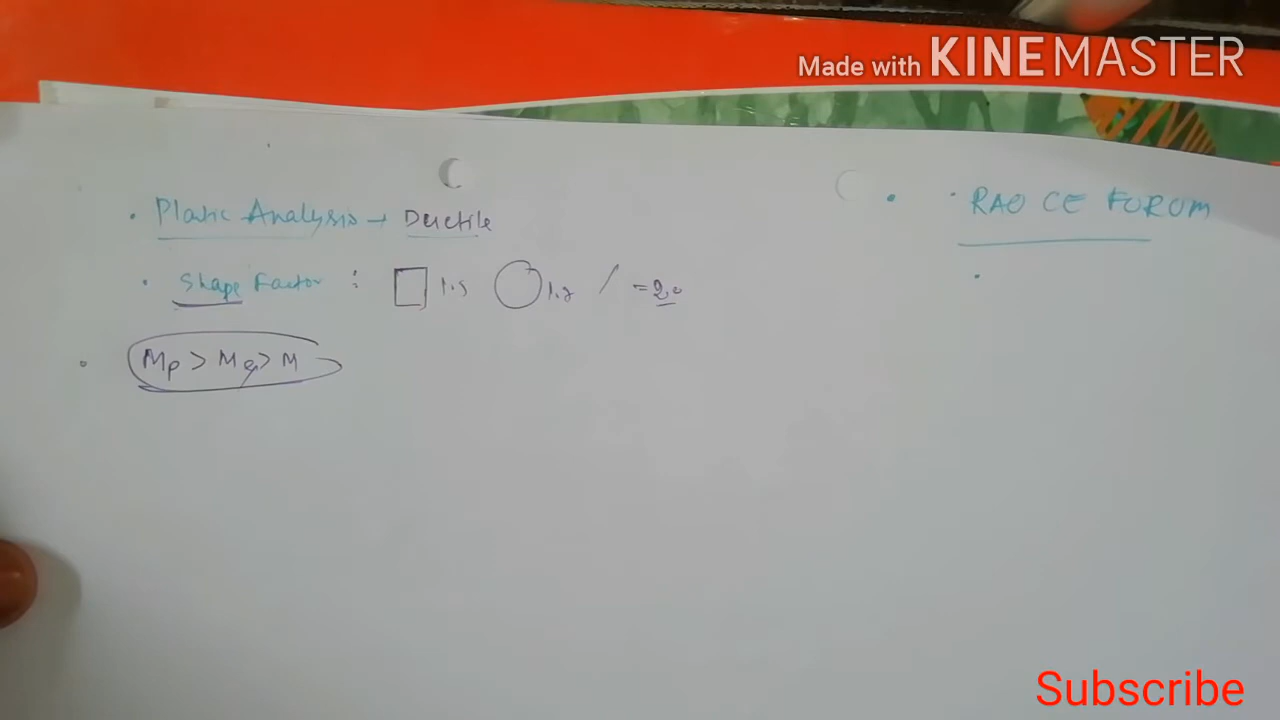 Made with KINEMASTER
RAO CE FORUM
Plasic Analysis → Ductile
Shape Factor : 1.5 1.7 / = 2.0
Mp > Me > M
Subscribe